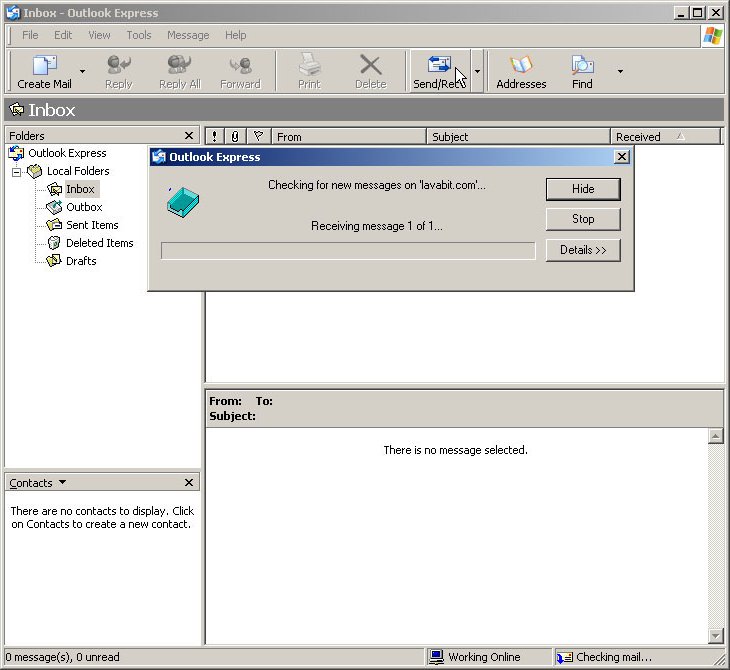 Inbox - Outlook Express
File Edit View Tools Message Help
Create Mail Reply Reply All Forward Print Delete Send/Recv Addresses Find
Inbox
Folders
! From Subject Received
Outlook Express
Local Folders
Inbox
Outbox
Sent Items
Deleted Items
Drafts
Outlook Express
Checking for new messages on 'lavabit.com'...
Receiving message 1 of 1...
Hide
Stop
Details >>
From: To:
Subject:
There is no message selected.
Contacts
There are no contacts to display. Click
on Contacts to create a new contact.
0 message(s), 0 unread Working Online Checking mail...